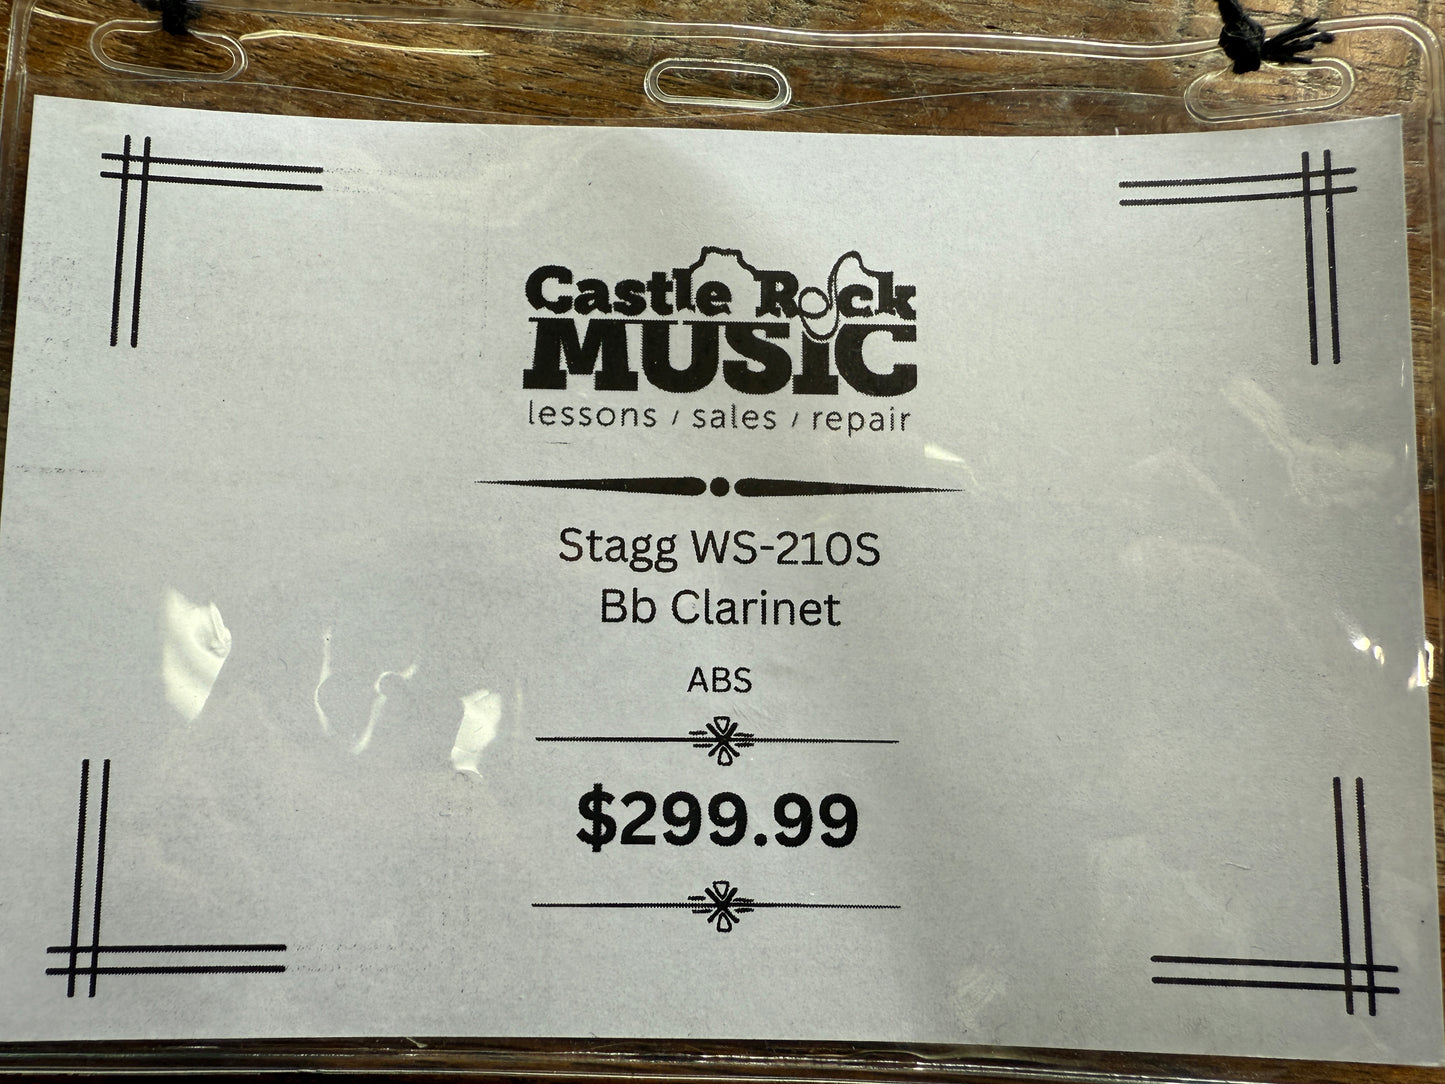 Castle Rock
MUSIC
lessons / sales / repair
Stagg WS-210S
Bb Clarinet
ABS
$299.99